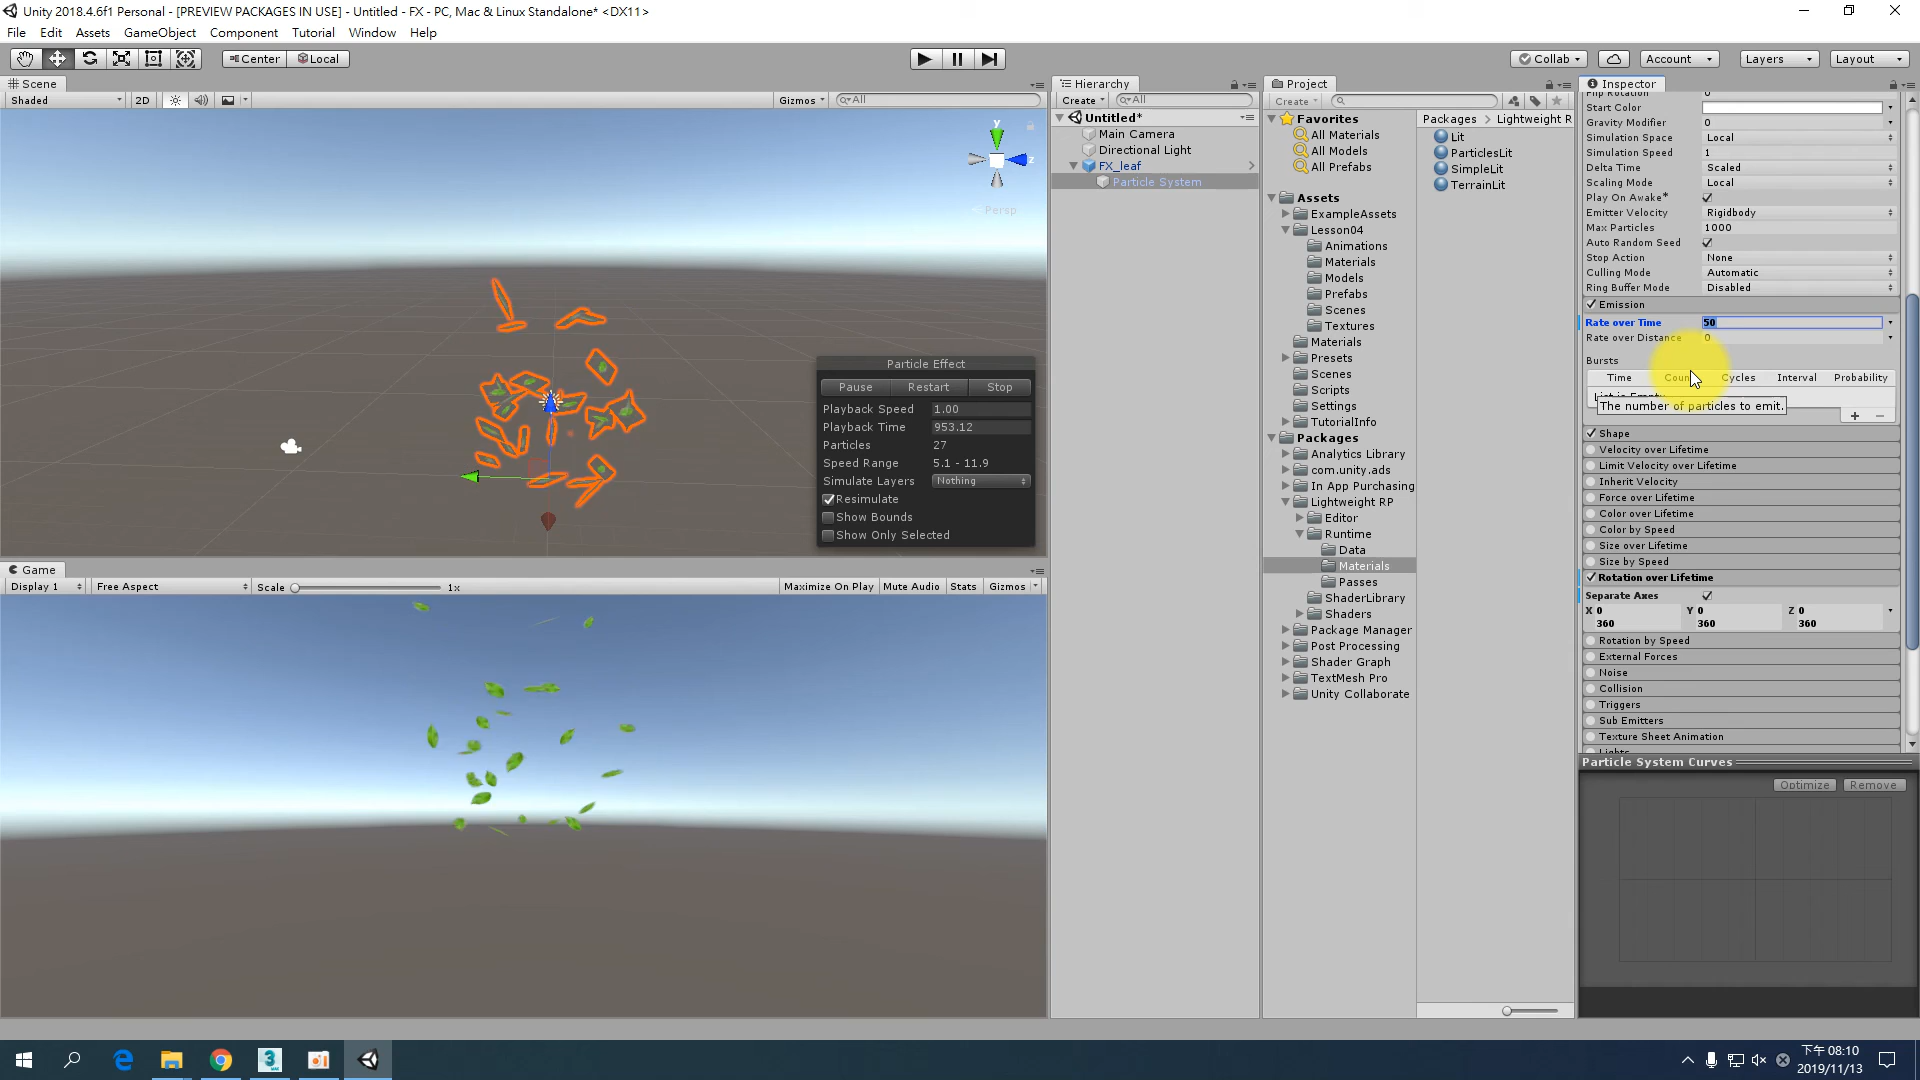 Unity 2018.4.6f1 Personal - [PREVIEW PACKAGES IN USE] - Untitled - FX - PC, Mac & Linux Standalone* <DX11>
File Edit Assets GameObject Component Tutorial Window Help
Center Local Collab Account Layers Layout
Scene
Shaded 2D Gizmos All
Persp
y
z
Particle Effect
Pause Restart Stop
Playback Speed 1.00
Playback Time 953.12
Particles 27
Speed Range 5.1 - 11.9
Simulate Layers Nothing
Resimulate
Show Bounds
Show Only Selected
Game
Display 1 Free Aspect Scale 1x Maximize On Play Mute Audio Stats Gizmos
Hierarchy
Create All
Untitled*
Main Camera
Directional Light
FX_leaf
Particle System
Project
Create
Favorites
All Materials
All Models
All Prefabs
Assets
ExampleAssets
Lesson04
Animations
Materials
Models
Prefabs
Scenes
Textures
Materials
Presets
Scenes
Scripts
Settings
TutorialInfo
Packages
Analytics Library
com.unity.ads
In App Purchasing
Lightweight RP
Editor
Runtime
Data
Materials
Passes
ShaderLibrary
Shaders
Package Manager
Post Processing
Shader Graph
TextMesh Pro
Unity Collaborate
Packages Lightweight R
Lit
ParticlesLit
SimpleLit
TerrainLit
Inspector
Flip Rotation 0
Start Color
Gravity Modifier 0
Simulation Space Local
Simulation Speed 1
Delta Time Scaled
Scaling Mode Local
Play On Awake*
Emitter Velocity Rigidbody
Max Particles 1000
Auto Random Seed
Stop Action None
Culling Mode Automatic
Ring Buffer Mode Disabled
Emission
Rate over Time 50
Rate over Distance 0
Bursts
Time Coun Cycles Interval Probability
List is Empty
The number of particles to emit.
Shape
Velocity over Lifetime
Limit Velocity over Lifetime
Inherit Velocity
Force over Lifetime
Color over Lifetime
Color by Speed
Size over Lifetime
Size by Speed
Rotation over Lifetime
Separate Axes
X 0 Y 0 Z 0
360 360 360
Rotation by Speed
External Forces
Noise
Collision
Triggers
Sub Emitters
Texture Sheet Animation
Lights
Particle System Curves
Optimize Remove
下午 08:10
2019/11/13